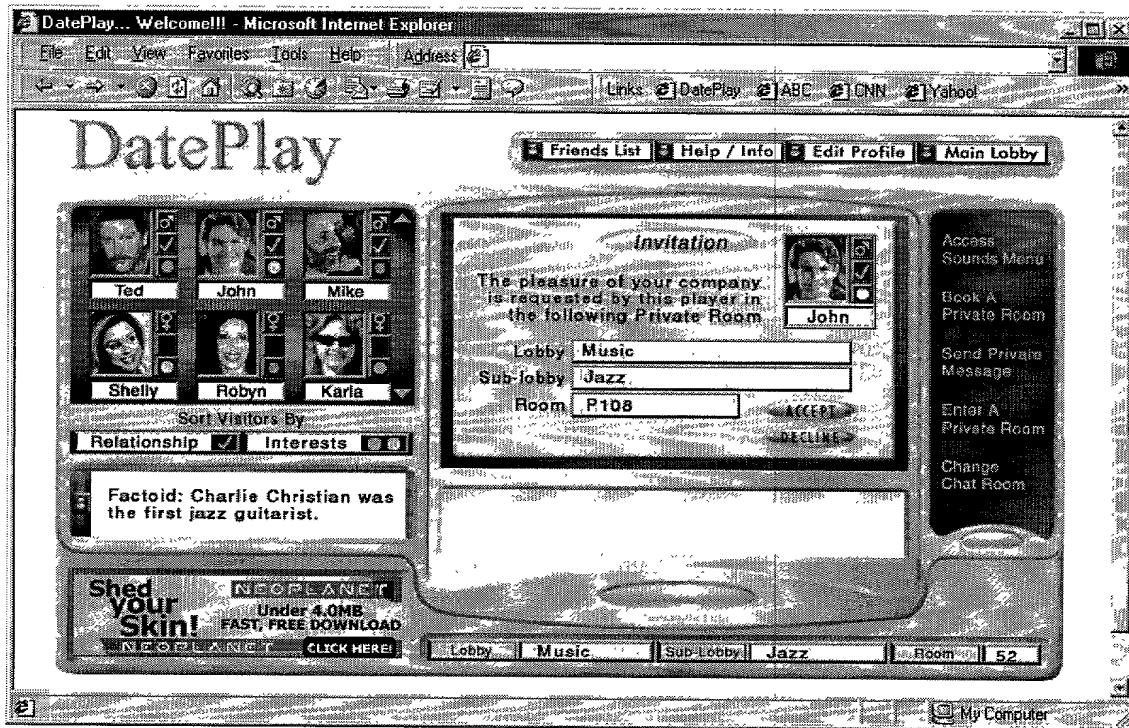 DatePlay... Welcome!!! - Microsoft Internet Explorer
File Edit View Favorites Tools Help Address
Links DatePlay ABC CNN Yahoo!
DatePlay
Friends List Help / Info Edit Profile Main Lobby
Ted John Mike
Shelly Robyn Karla
Sort Visitors By
Relationship Interests
Factoid: Charlie Christian was
the first jazz guitarist.
Shed
your
Skin!
NEOPLANET
Under 4.0MB
FAST, FREE DOWNLOAD
NEOPLANET CLICK HERE!
Invitation
The pleasure of your company
is requested by this player in
the following Private Room
John
Lobby Music
Sub-lobby Jazz
Room P108
ACCEPT
DECLINE
Access
Sounds Menu
Book A
Private Room
Send Private
Message
Enter A
Private Room
Change
Chat Room
Lobby Music Sub-Lobby Jazz Room 52
My Computer